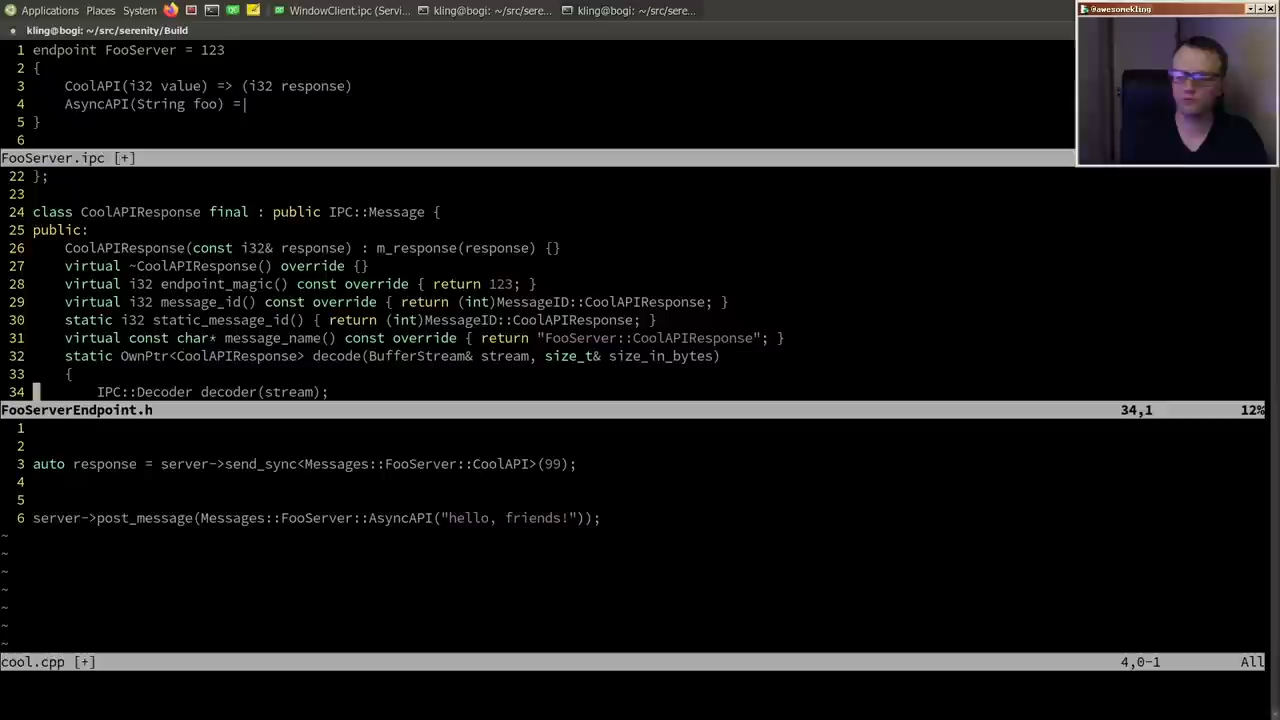 Applications Places System WindowClient.ipc (Servi... kling@bogi: ~/src/sere... kling@bogi: ~/src/sere...
@awesomekling
kling@bogi: ~/src/serenity/Build
1 endpoint FooServer = 123
2 {
3     CoolAPI(i32 value) => (i32 response)
4     AsyncAPI(String foo) =|
5 }
6
FooServer.ipc [+]
22 };
23
24 class CoolAPIResponse final : public IPC::Message {
25 public:
26     CoolAPIResponse(const i32& response) : m_response(response) {}
27     virtual ~CoolAPIResponse() override {}
28     virtual i32 endpoint_magic() const override { return 123; }
29     virtual i32 message_id() const override { return (int)MessageID::CoolAPIResponse; }
30     static i32 static_message_id() { return (int)MessageID::CoolAPIResponse; }
31     virtual const char* message_name() const override { return "FooServer::CoolAPIResponse"; }
32     static OwnPtr<CoolAPIResponse> decode(BufferStream& stream, size_t& size_in_bytes)
33     {
34         IPC::Decoder decoder(stream);
FooServerEndpoint.h 34,1 12%
1
2
3 auto response = server->send_sync<Messages::FooServer::CoolAPI>(99);
4
5
6 server->post_message(Messages::FooServer::AsyncAPI("hello, friends!"));
~
~
~
~
~
~
~
cool.cpp [+] 4,0-1 All